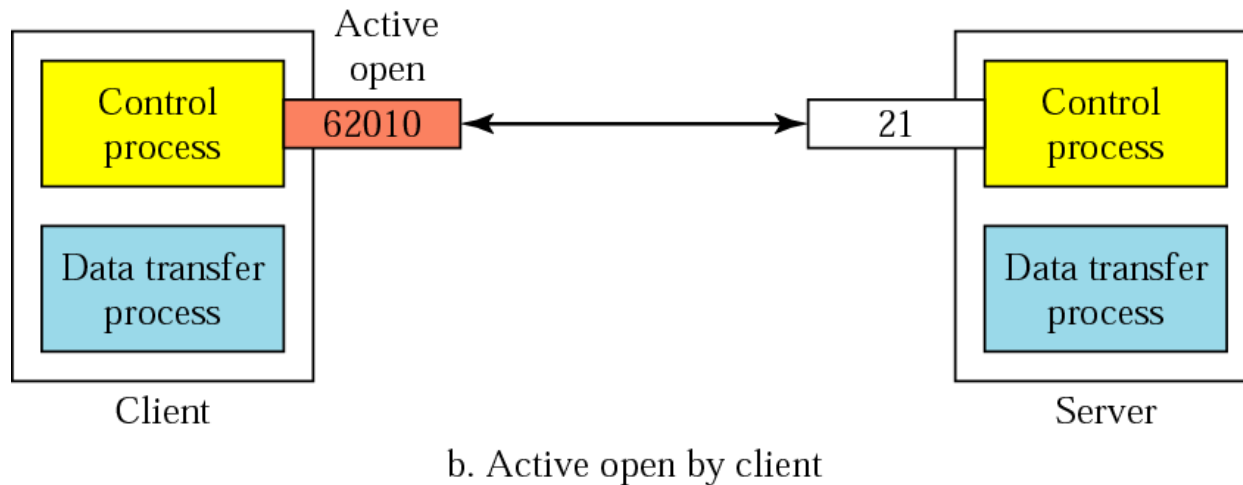 Active
open
Control
process
62010
21
Control
process
Data transfer
process
Data transfer
process
Client
Server
b. Active open by client